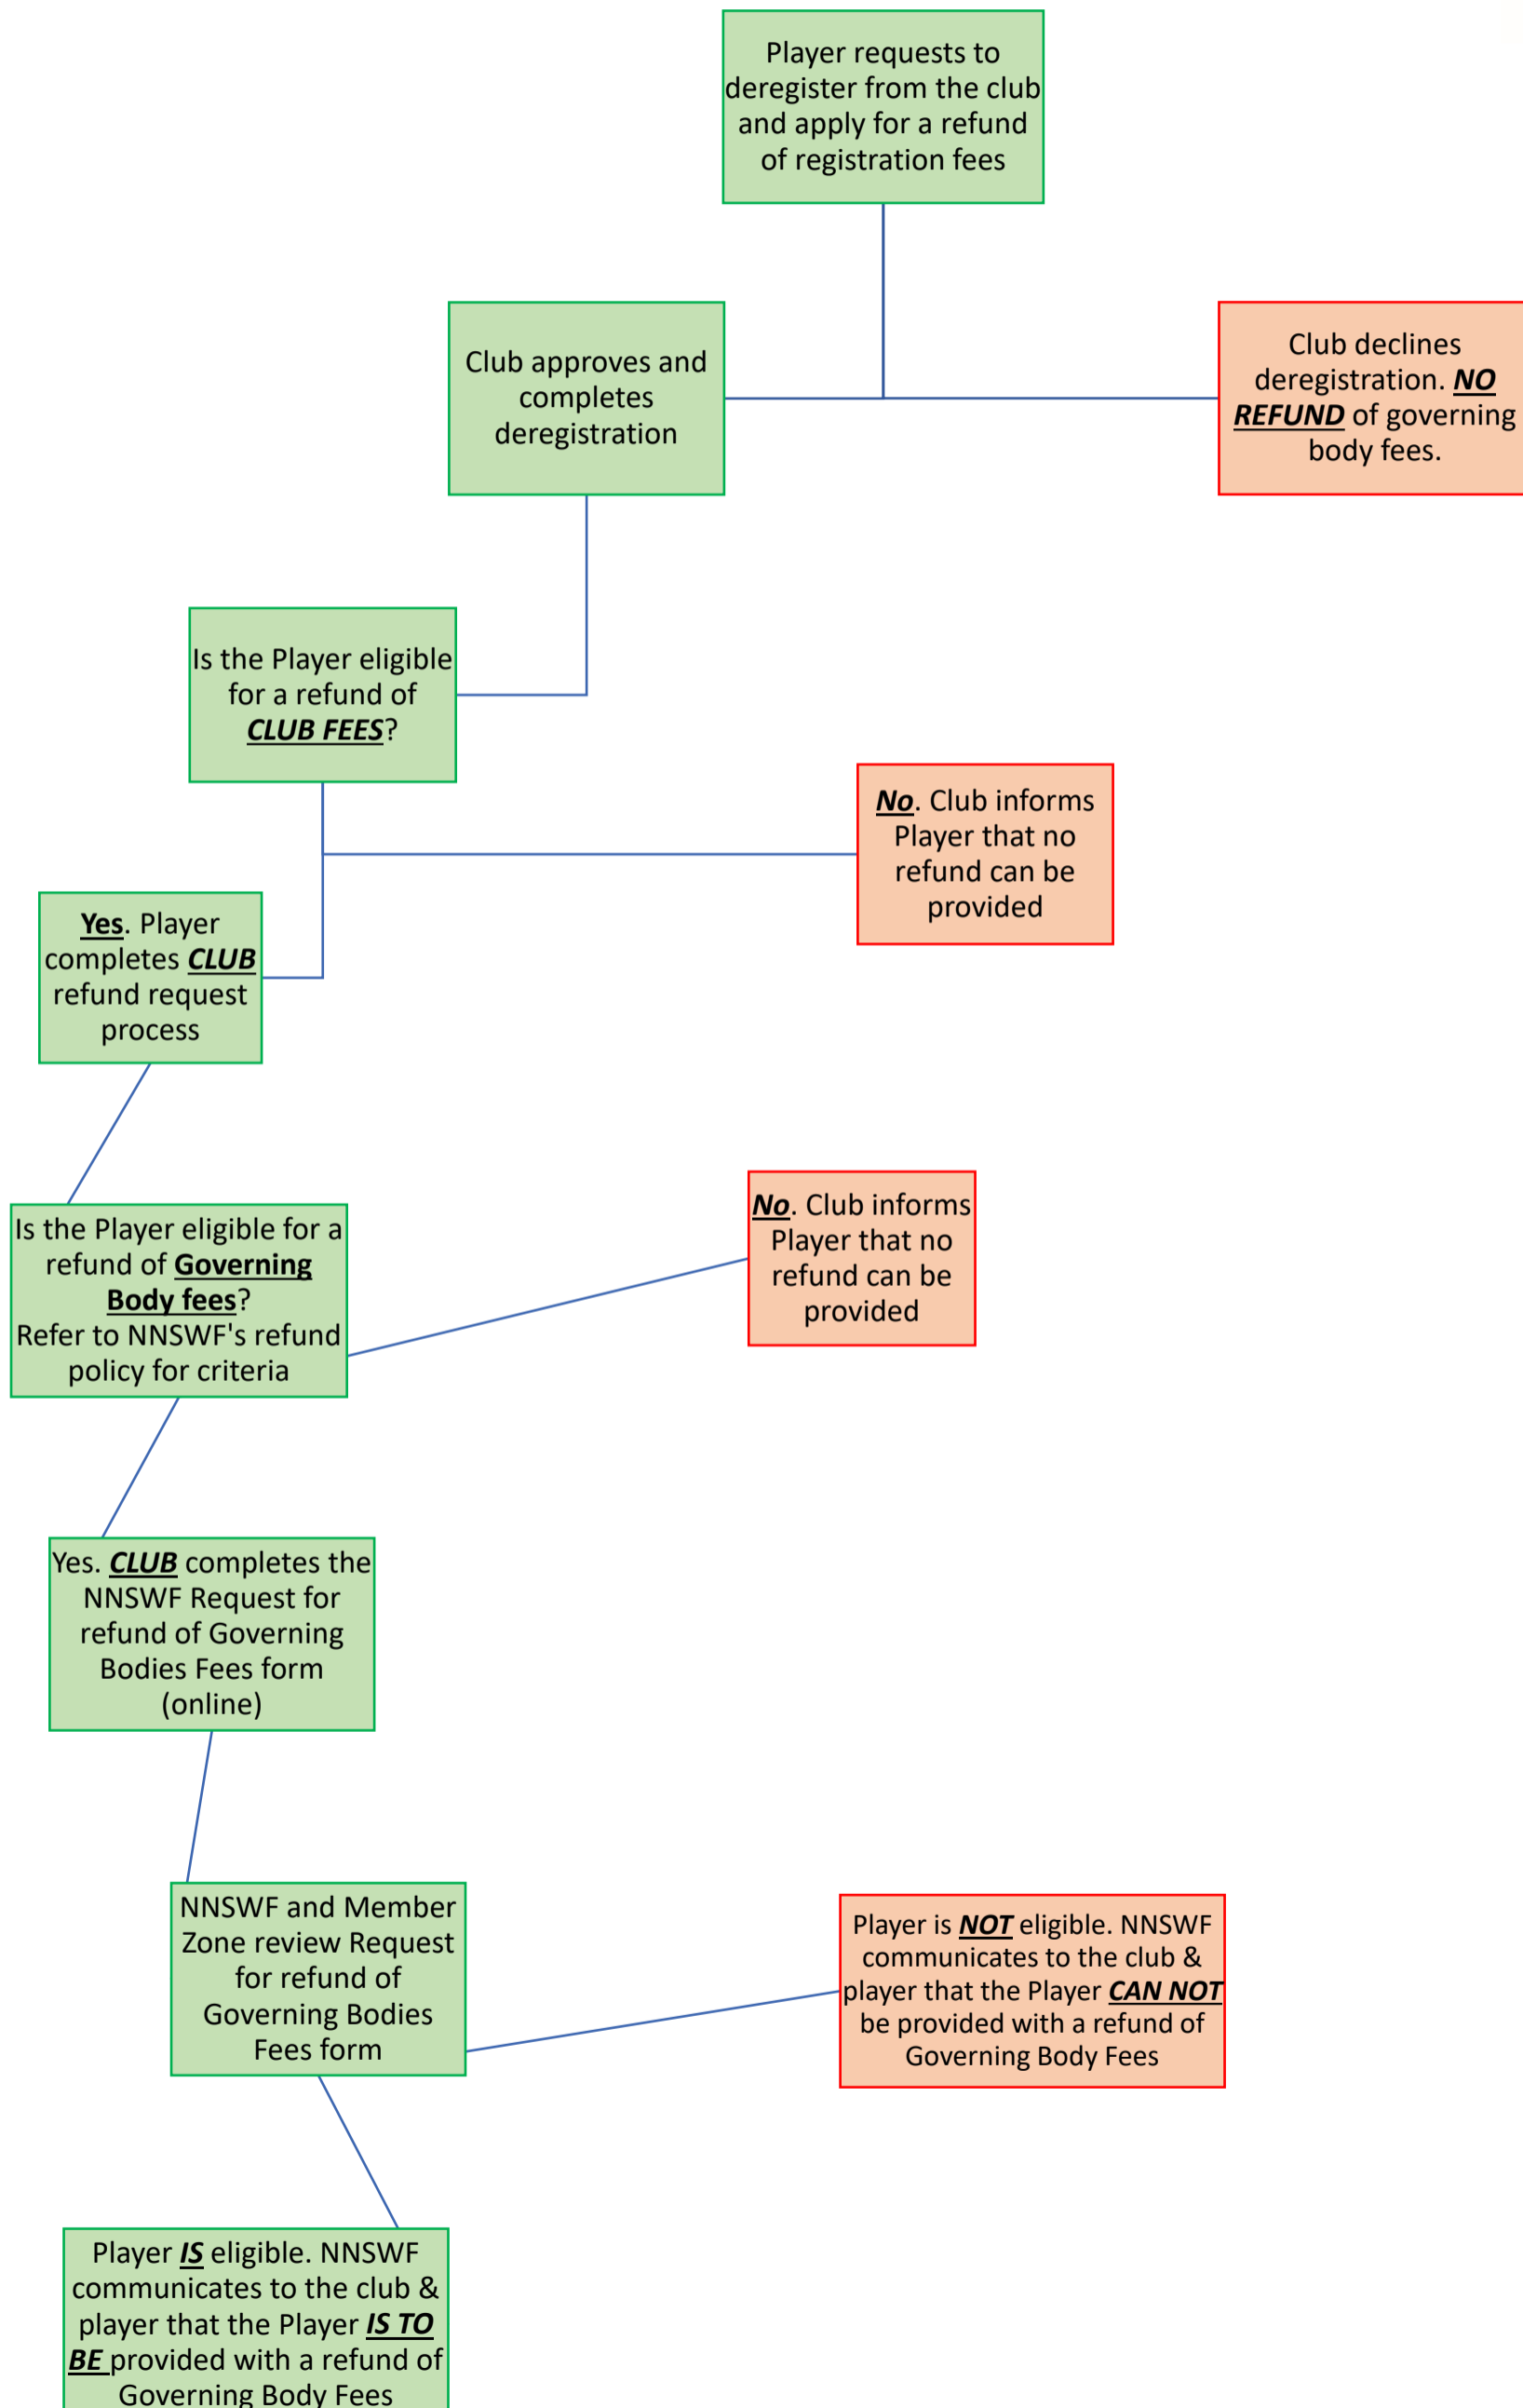 Player requests to
deregister from the club
and apply for a refund
of registration fees
Club approves and
completes
deregistration
Club declines
deregistration. NO
REFUND of governing
body fees.
Is the Player eligible
for a refund of
CLUB FEES?
No. Club informs
Player that no
refund can be
provided
Yes. Player
completes CLUB
refund request
process
Is the Player eligible for a
refund of Governing
Body fees?
Refer to NNSWF's refund
policy for criteria
No. Club informs
Player that no
refund can be
provided
Yes. CLUB completes the
NNSWF Request for
refund of Governing
Bodies Fees form
(online)
NNSWF and Member
Zone review Request
for refund of
Governing Bodies
Fees form
Player is NOT eligible. NNSWF
communicates to the club &
player that the Player CAN NOT
be provided with a refund of
Governing Body Fees
Player IS eligible. NNSWF
communicates to the club &
player that the Player IS TO
BE provided with a refund of
Governing Body Fees